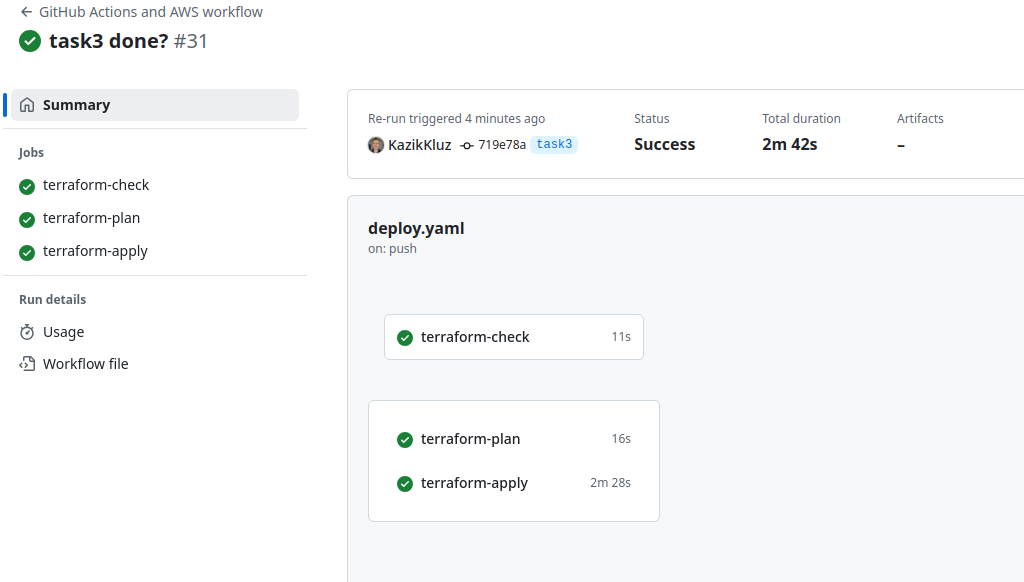 ← GitHub Actions and AWS workflow
task3 done? #31
Summary
Jobs
terraform-check
terraform-plan
terraform-apply
Run details
Usage
Workflow file
Re-run triggered 4 minutes ago
KazikKluz 719e78a task3
Status
Success
Total duration
2m 42s
Artifacts
–
deploy.yaml
on: push
terraform-check 11s
terraform-plan 16s
terraform-apply 2m 28s